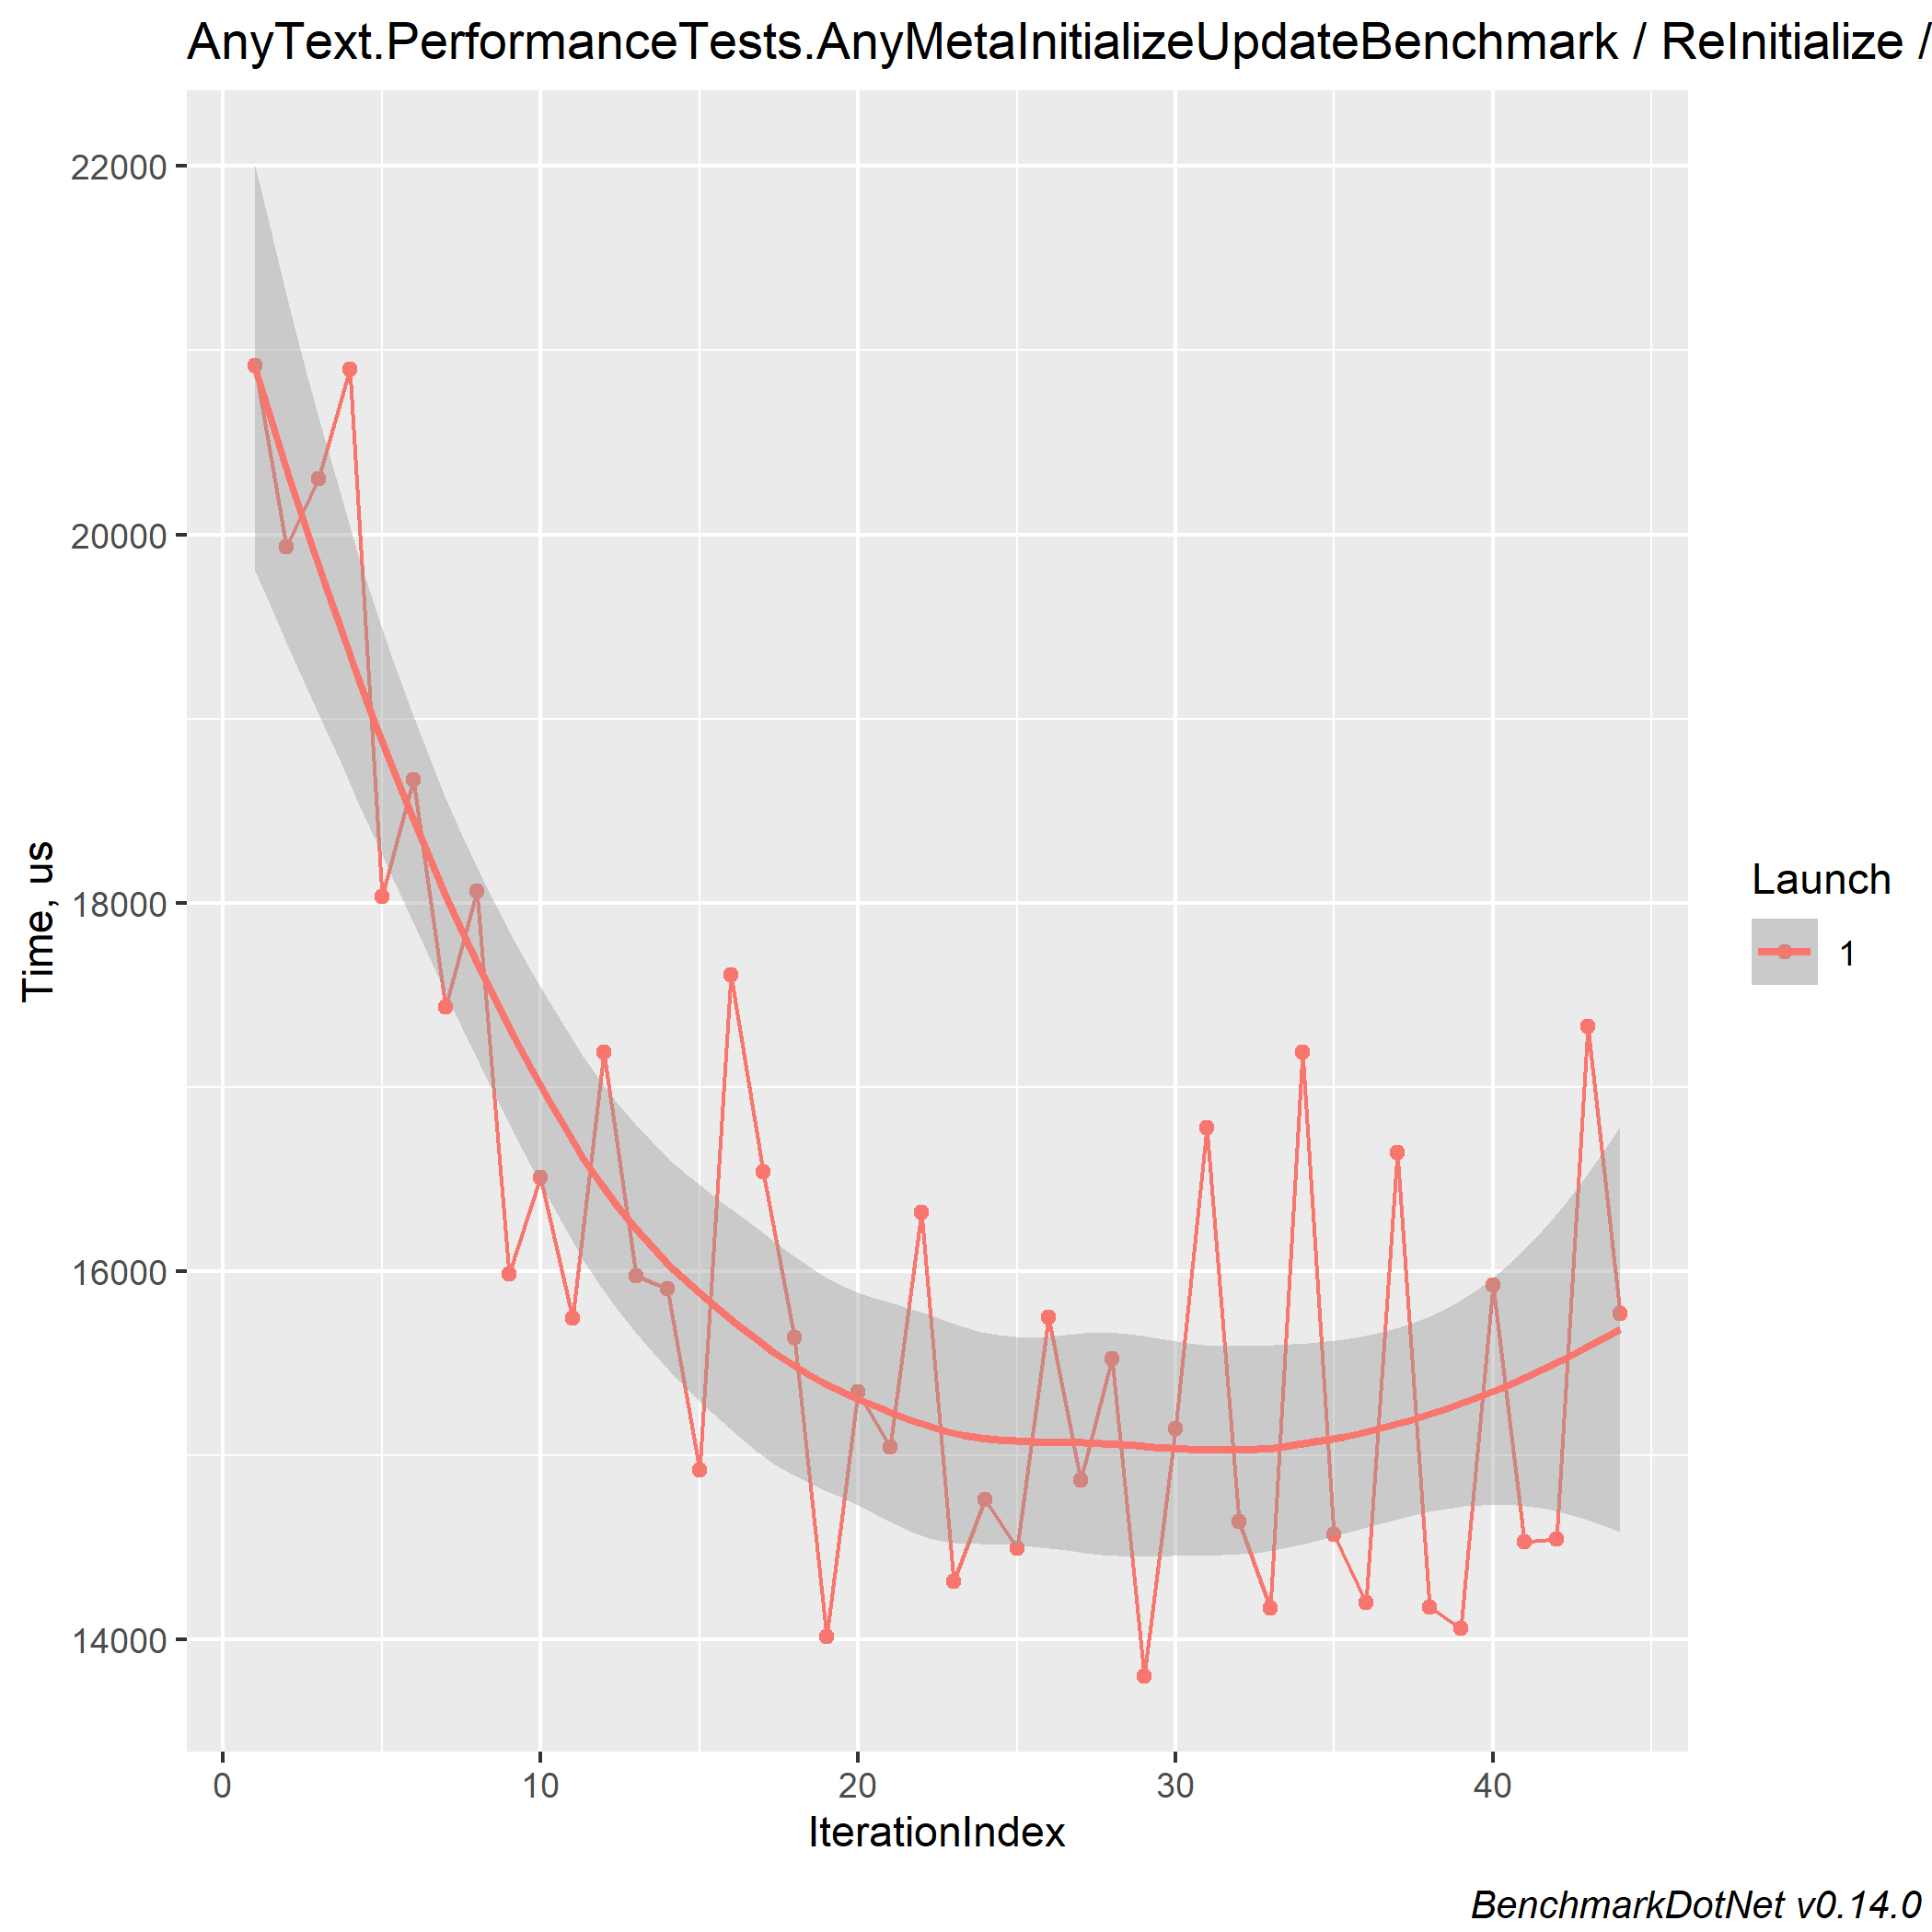 AnyText.PerformanceTests.AnyMetaInitializeUpdateBenchmark / ReInitialize /
22000
20000
18000
16000
14000
Time, us
0 10 20 30 40
IterationIndex
Launch
1
BenchmarkDotNet v0.14.0